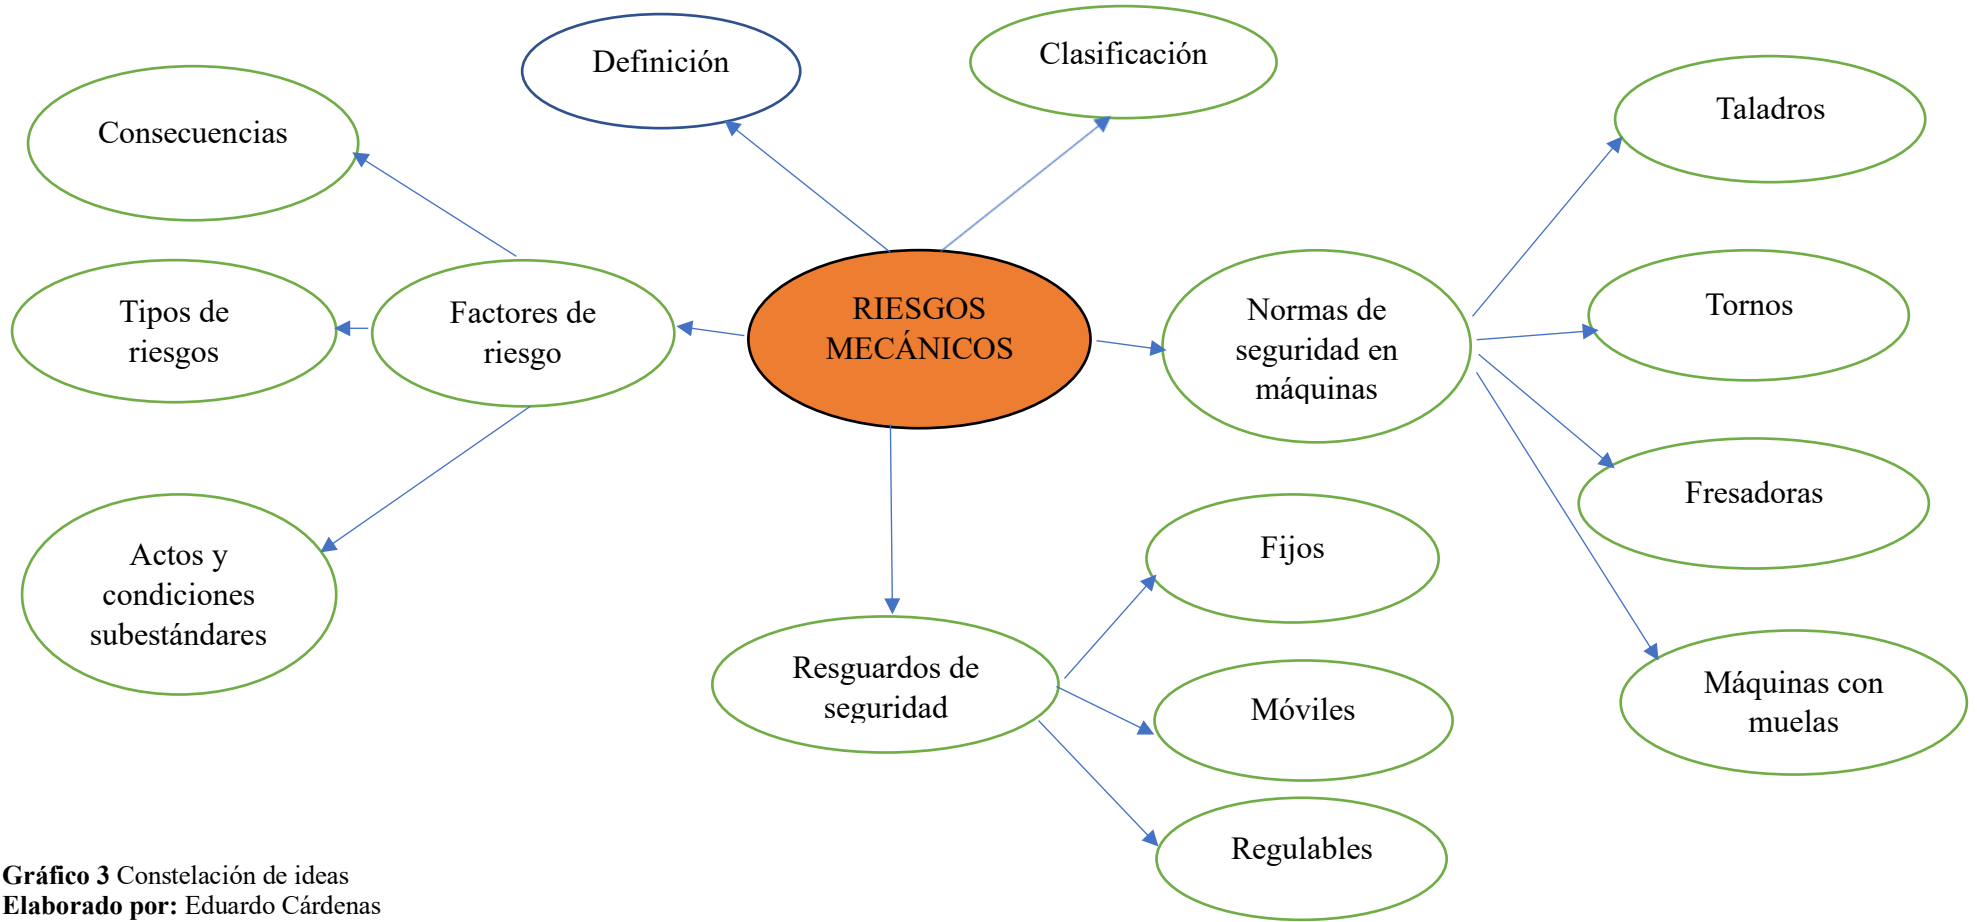 Definición
Clasificación
Consecuencias
Taladros
Tipos de
riesgos
Factores de
riesgo
RIESGOS
MECÁNICOS
Normas de
seguridad en
máquinas
Tornos
Fresadoras
Actos y
condiciones
subestándares
Fijos
Resguardos de
seguridad
Móviles
Máquinas con
muelas
Regulables
Gráfico 3 Constelación de ideas
Elaborado por: Eduardo Cárdenas